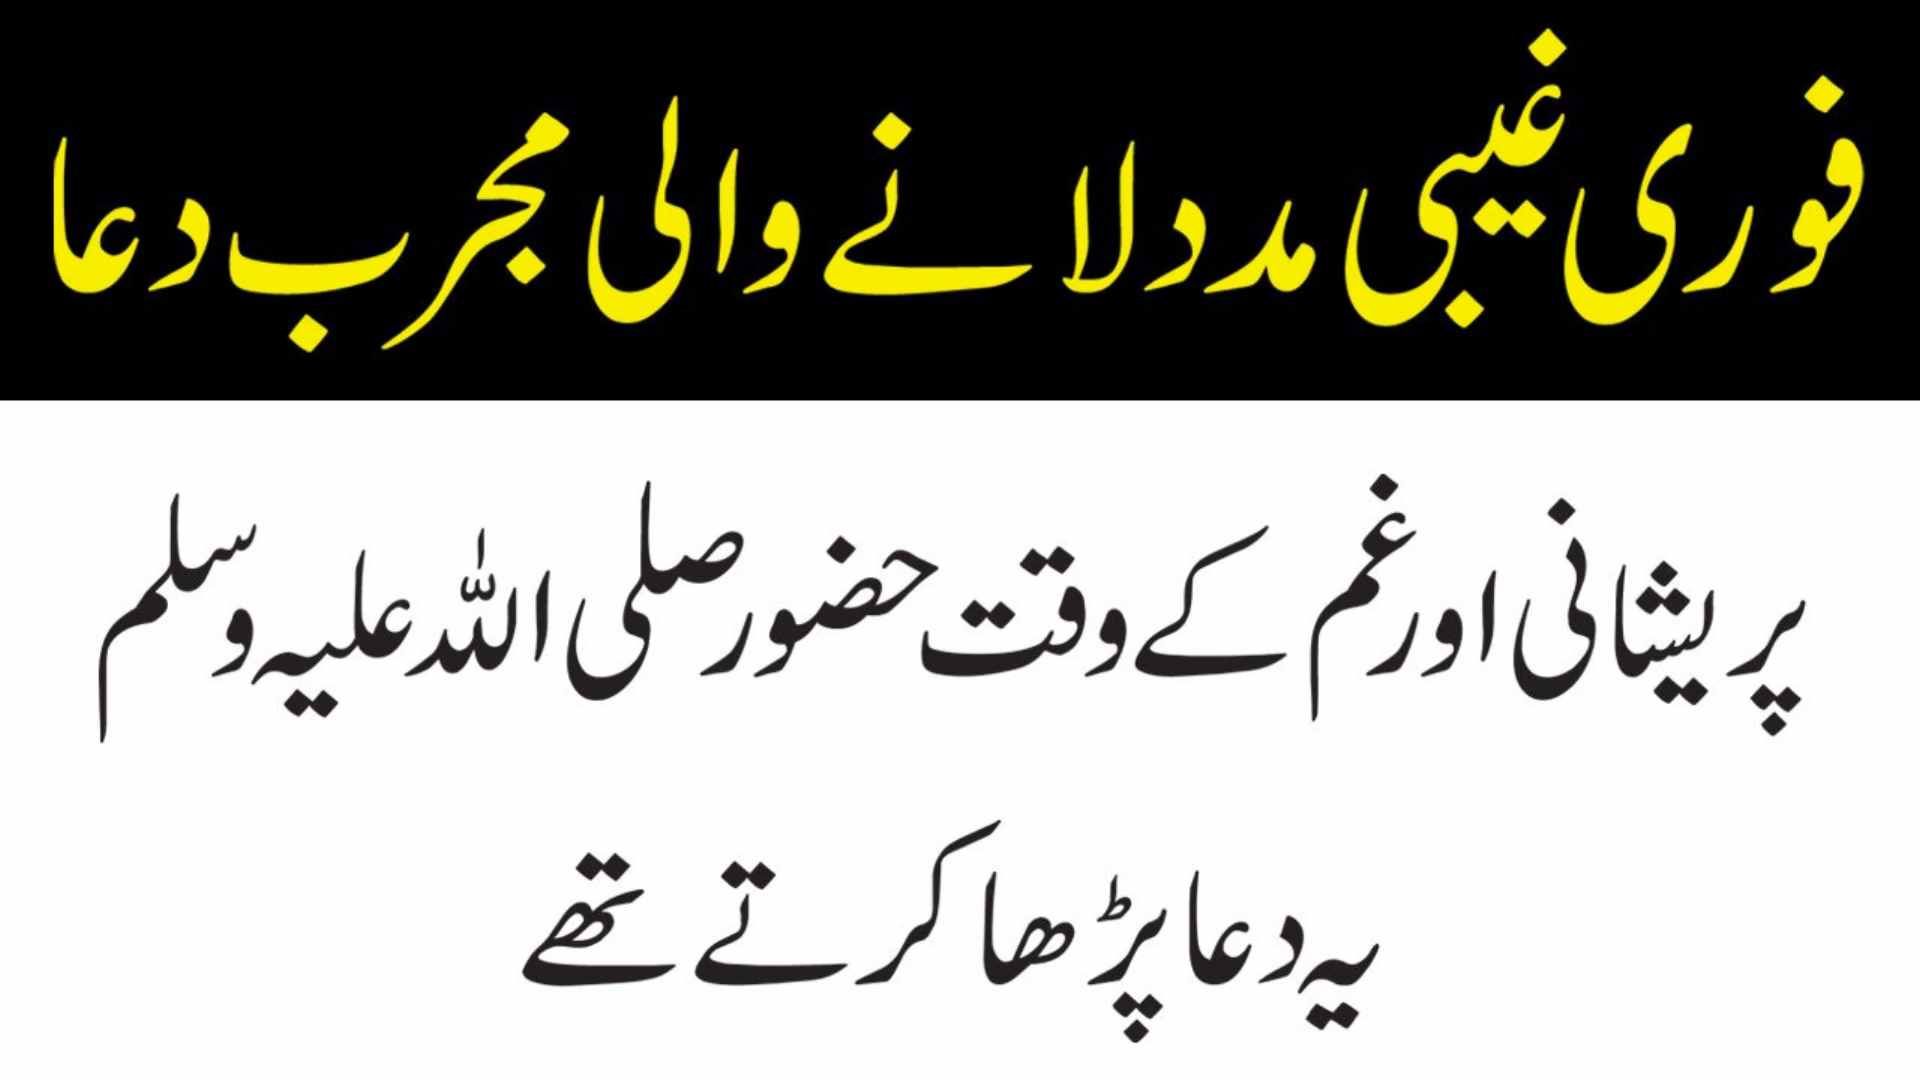 فوری غیبی مدد لانے والی مجرب دعا
پریشانی اور غم کے وقت حضور صلی اللہ علیہ وسلم
یہ دعا پڑھا کرتے تھے